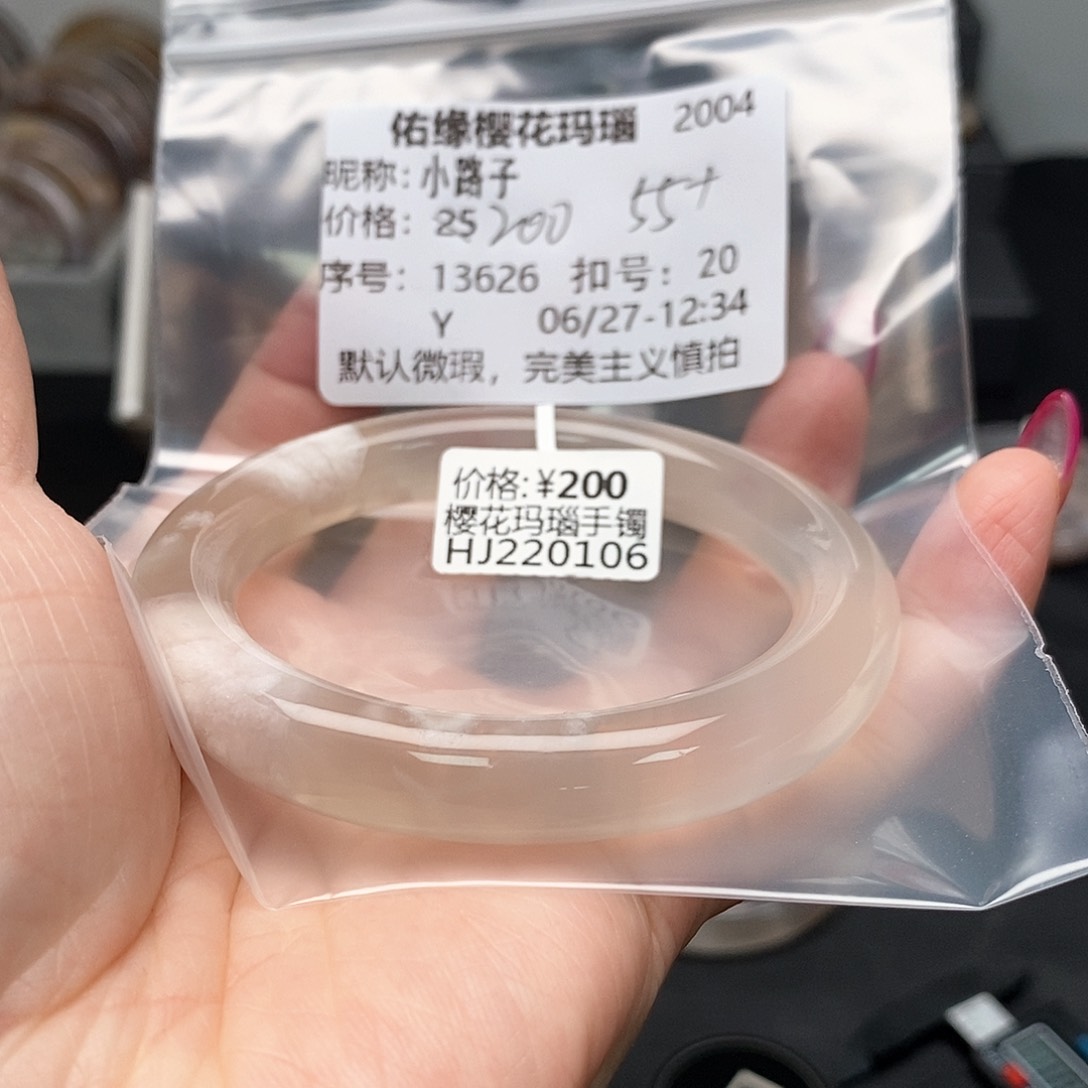 佑缘樱花玛瑙 2004
昵称：小路子
价格：25 200 55+
序号：13626 扣号：20
Y 06/27-12:34
默认微瑕，完美主义慎拍
价格:¥200
樱花玛瑙手镯
HJ220106